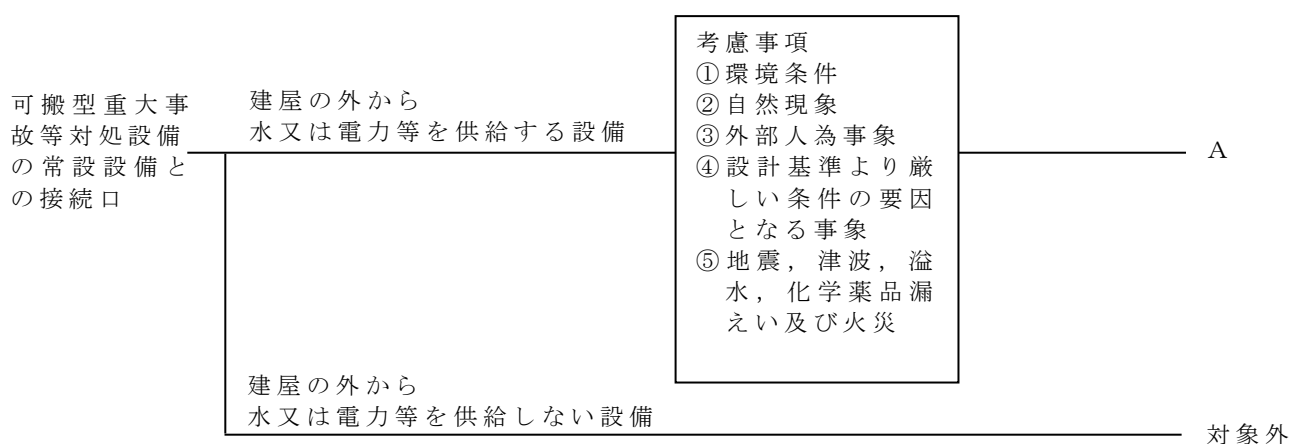 可搬型重大事
故等対処設備
の常設設備と
の接続口
建屋の外から
水又は電力等を供給する設備
考慮事項
①環境条件
②自然現象
③外部人為事象
④設計基準より厳
しい条件の要因
となる事象
⑤地震，津波，溢
水，化学薬品漏
えい及び火災
A
建屋の外から
水又は電力等を供給しない設備
対象外